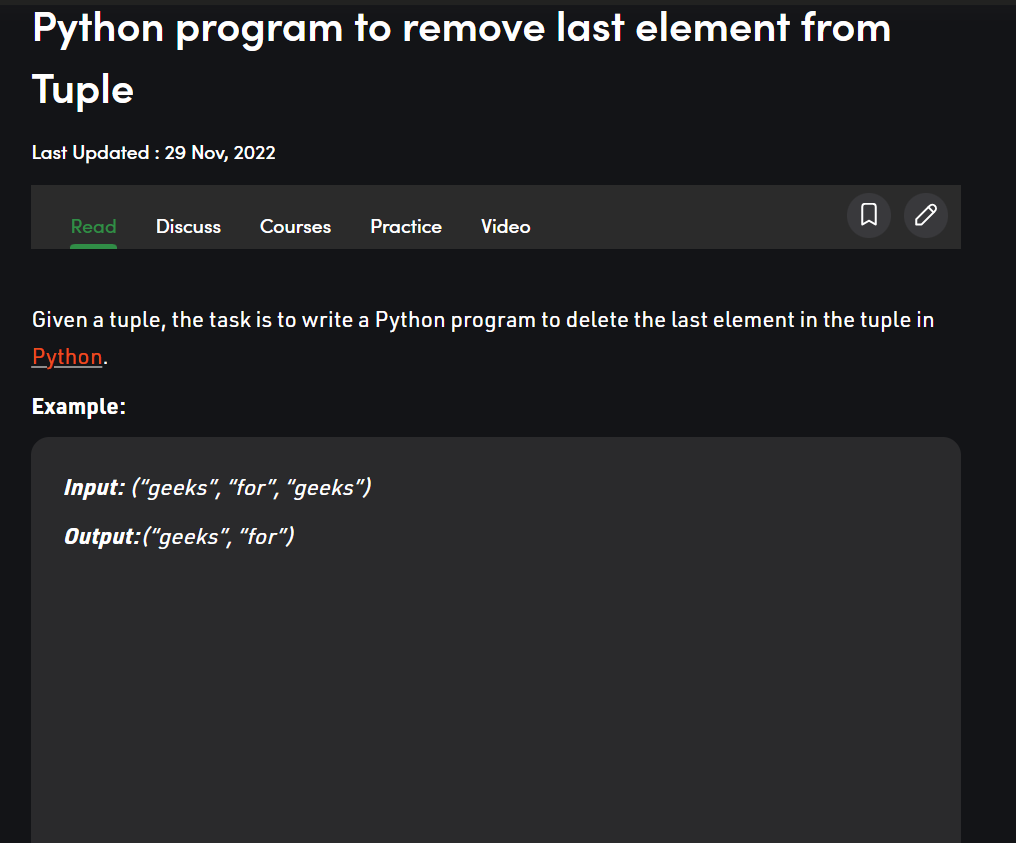 Python program to remove last element from
Tuple
Last Updated : 29 Nov, 2022
Read Discuss Courses Practice Video
Given a tuple, the task is to write a Python program to delete the last element in the tuple in
Python.
Example:
Input: (“geeks”, “for”, “geeks”)
Output:(“geeks”, “for”)